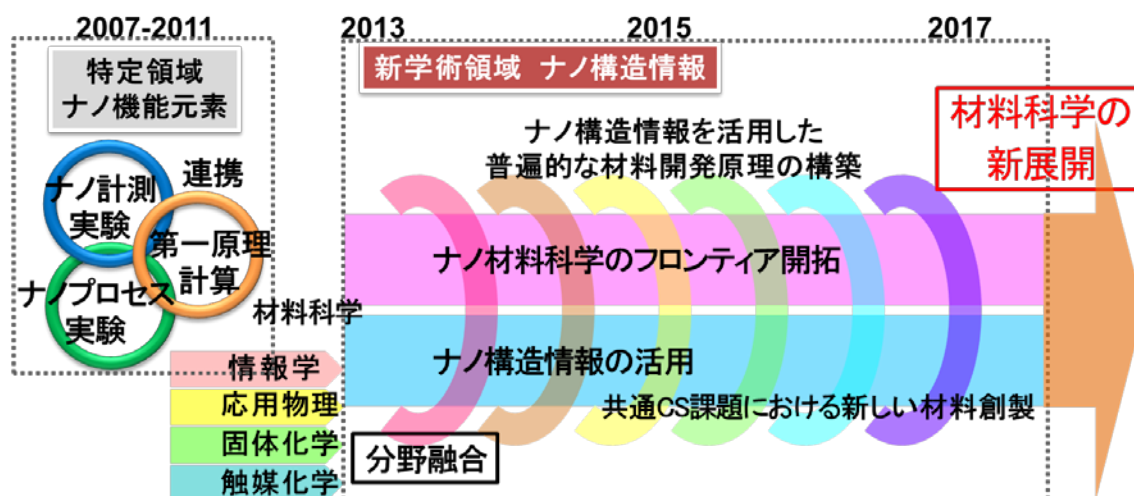 2007-2011
2013
2015
2017
特定領域
ナノ機能元素
新学術領域 ナノ構造情報
材料科学の
新展開
ナノ構造情報を活用した
普遍的な材料開発原理の構築
連携
ナノ計測
実験
第一原理
計算
ナノプロセス
実験
材料科学
ナノ材料科学のフロンティア開拓
ナノ構造情報の活用
共通CS課題における新しい材料創製
情報学
応用物理
固体化学
触媒化学
分野融合